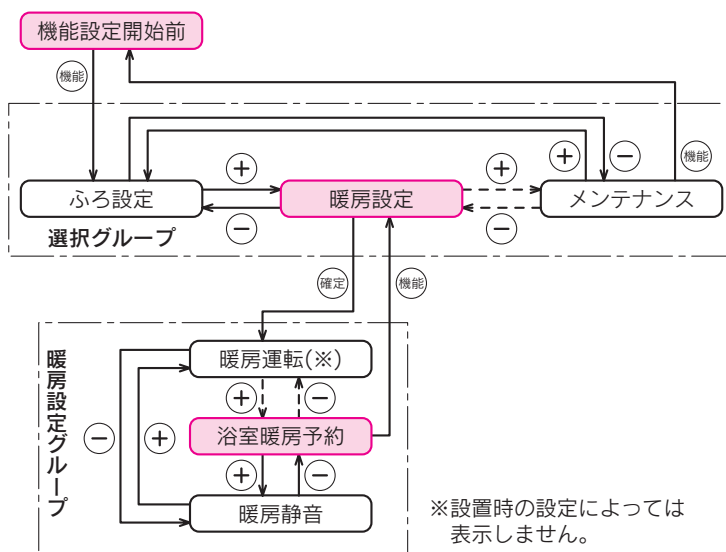 機能設定開始前
機能
+
-
機能
ふろ設定
+
-
暖房設定
+
-
メンテナンス
選択グループ
確定
機能
暖房設定グループ
暖房運転(※)
+
-
-
+
浴室暖房予約
+
-
暖房静音
※設置時の設定によっては
表示しません。